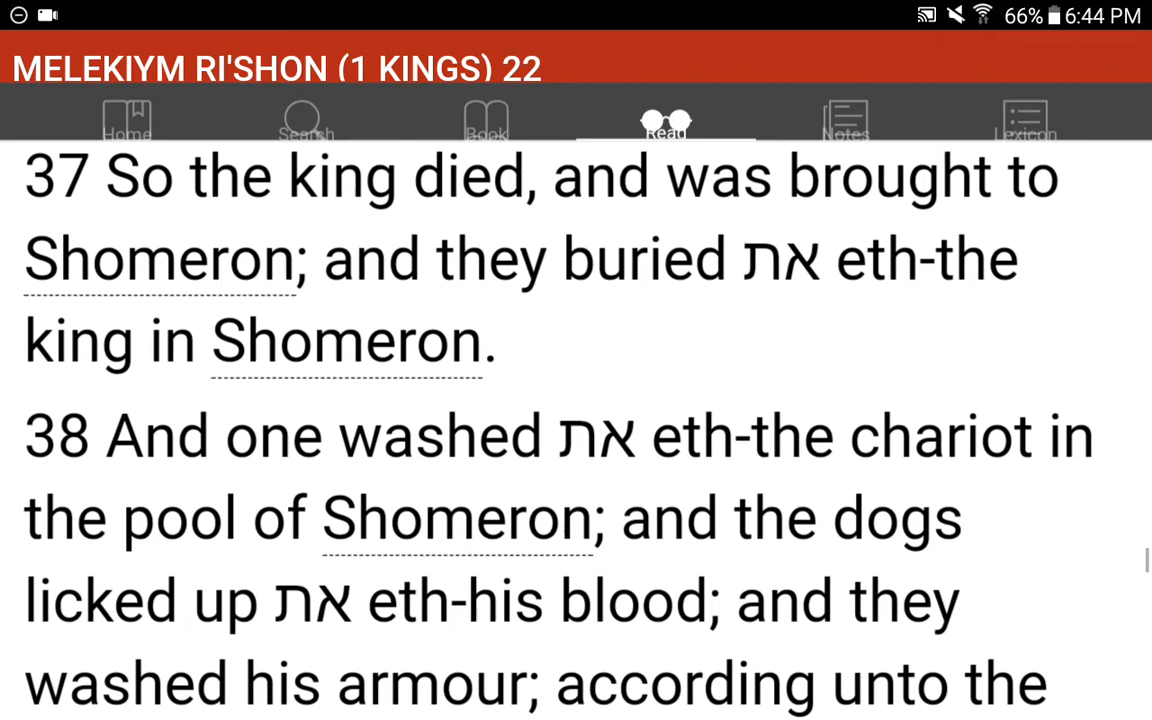 66% 6:44 PM
MELEKIYM RI'SHON (1 KINGS) 22
Home Search Book Read Notes Lexicon
37 So the king died, and was brought to
Shomeron; and they buried את eth-the
king in Shomeron.
38 And one washed את eth-the chariot in
the pool of Shomeron; and the dogs
licked up את eth-his blood; and they
washed his armour; according unto the